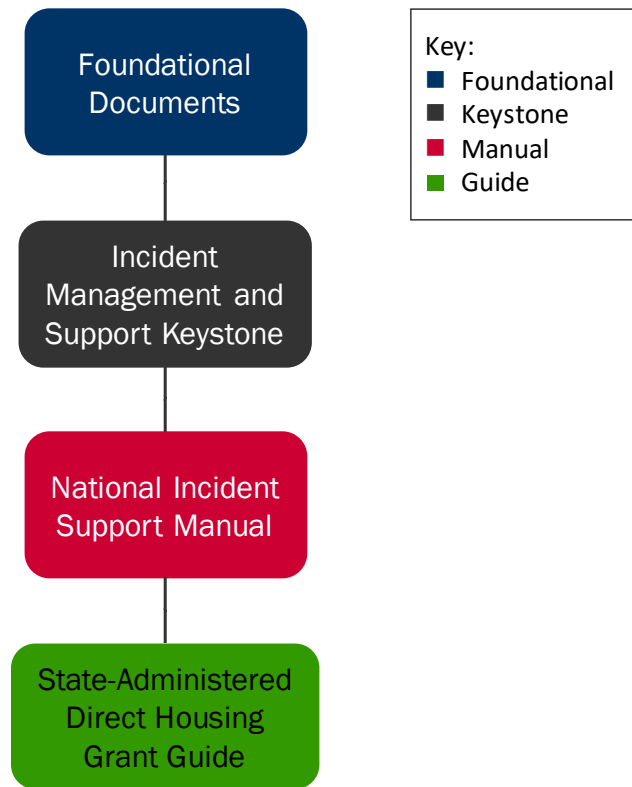 Foundational
Documents
Incident
Management and
Support Keystone
National Incident
Support Manual
State-Administered
Direct Housing
Grant Guide
Key:
Foundational
Keystone
Manual
Guide